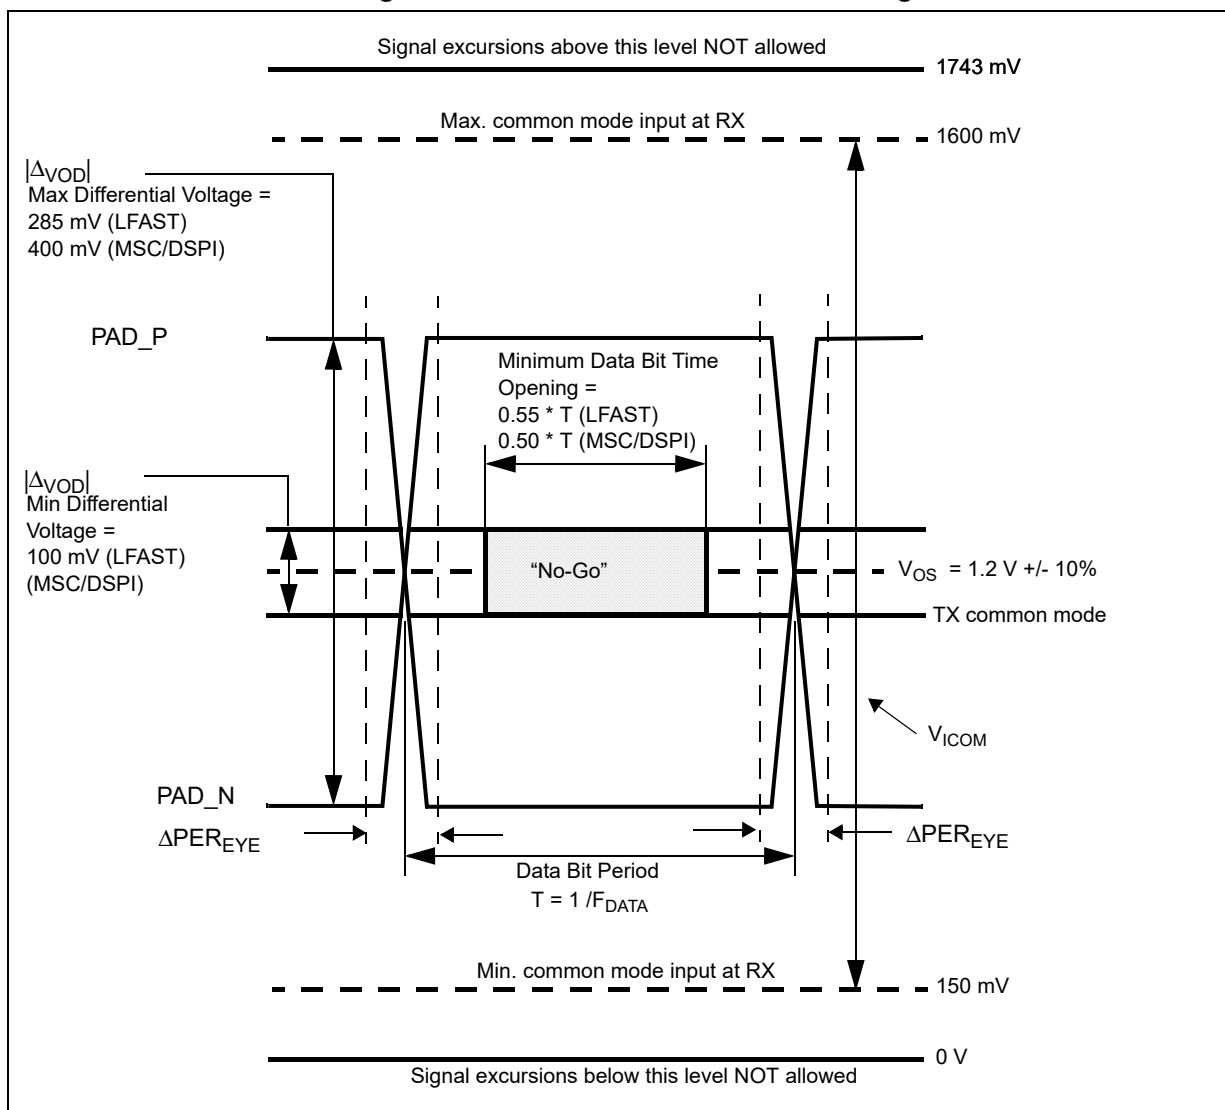 Signal excursions above this level NOT allowed
1743 mV
Max. common mode input at RX
1600 mV
|ΔVOD|
Max Differential Voltage =
285 mV (LFAST)
400 mV (MSC/DSPI)
PAD_P
Minimum Data Bit Time
Opening =
0.55 * T (LFAST)
0.50 * T (MSC/DSPI)
|ΔVOD|
Min Differential
Voltage =
100 mV (LFAST)
(MSC/DSPI)
“No-Go”
VOS = 1.2 V +/- 10%
TX common mode
VICOM
PAD_N
ΔPEREYE
ΔPEREYE
Data Bit Period
T = 1 /FDATA
Min. common mode input at RX
150 mV
0 V
Signal excursions below this level NOT allowed